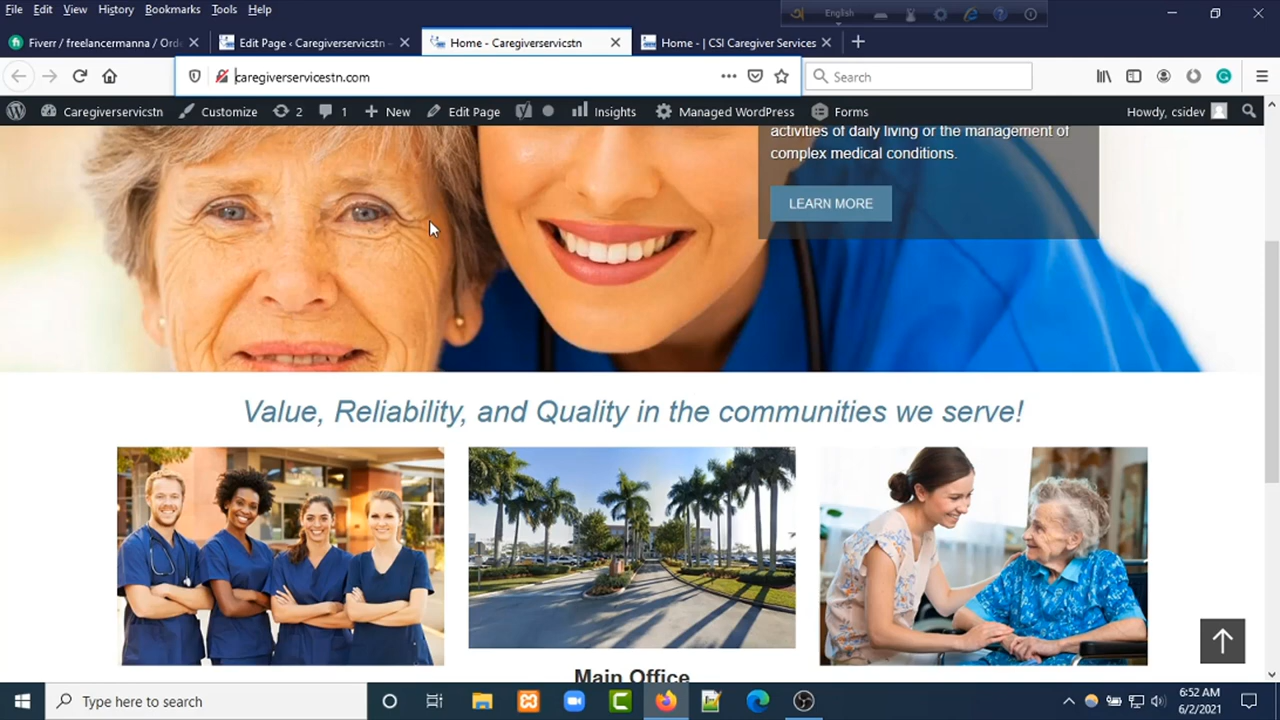 File Edit View History Bookmarks Tools Help
English
Fiverr / freelancermanna / Orde
Edit Page ‹ Caregiverservicstn –
Home - Caregiverservicstn
Home - | CSI Caregiver Services
caregiverservicestn.com
Search
Caregiverservicstn Customize 2 1 New Edit Page Insights Managed WordPress Forms Howdy, csidev
activities of daily living or the management of
complex medical conditions.
LEARN MORE
Value, Reliability, and Quality in the communities we serve!
Main Office
Type here to search
6:52 AM
6/2/2021